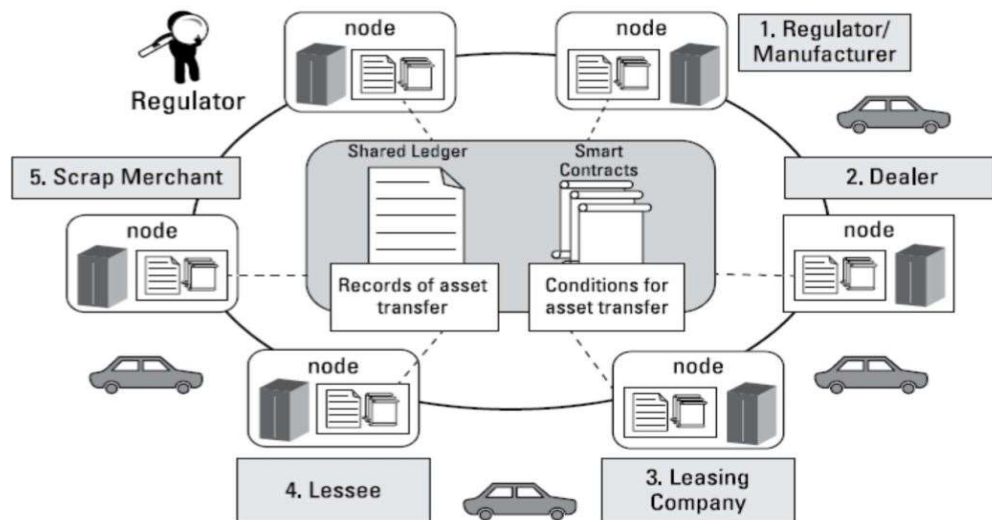 node
node
1. Regulator/
Manufacturer
Regulator
Shared Ledger
Smart
Contracts
5. Scrap Merchant
2. Dealer
node
node
Records of asset
transfer
Conditions for
asset transfer
node
node
4. Lessee
3. Leasing
Company